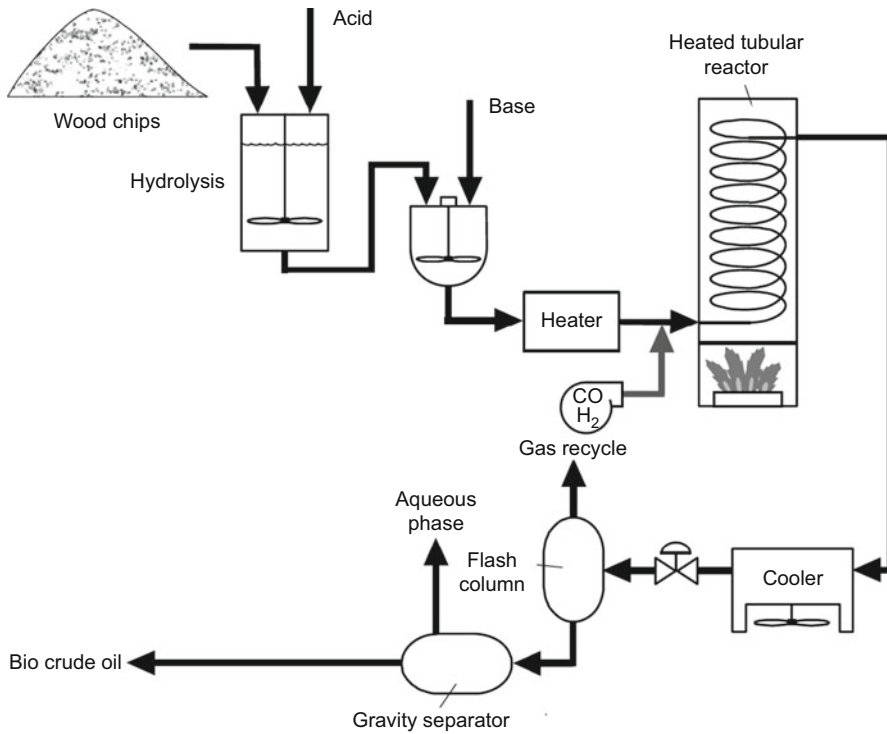 Acid
Heated tubular
reactor
Wood chips
Base
Hydrolysis
Heater
CO
H2
Gas recycle
Aqueous
phase
Flash
column
Cooler
Bio crude oil
Gravity separator